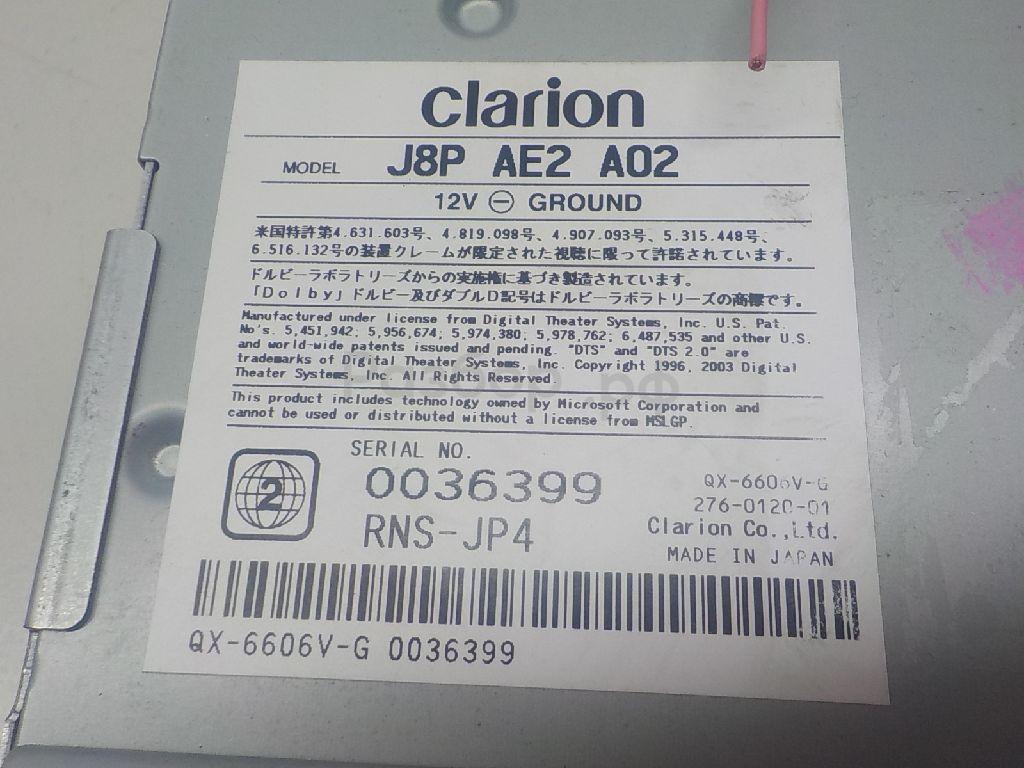 clarion
MODEL J8P AE2 A02
12V ⊖ GROUND
米国特許第4.631.603号、4.819.098号、4.907.093号、5.315.448号、
6.516.132号の装置クレームが限定された視聴に限って許諾されています。
ドルビーラボラトリーズからの実施権に基づき製造されています。
「Dolby」ドルビー及びダブルD記号はドルビーラボラトリーズの商標です。
Manufactured under license from Digital Theater Systems, Inc. U.S. Pat.
No's. 5,451,942; 5,956,674; 5,974,380; 5,978,762; 6,487,535 and other U.S.
and world-wide patents issued and pending. "DTS" and "DTS 2.0" are
trademarks of Digital Theater Systems, Inc. Copyright 1996, 2003 Digital
Theater Systems, Inc. All Rights Reserved.
This product includes technology owned by Microsoft Corporation and
cannot be used or distributed without a license from MSLGP.
SERIAL NO.
2
0036399
RNS-JP4
QX-6606V-G
276-0120-01
Clarion Co.,Ltd.
MADE IN JAPAN
QX-6606V-G 0036399